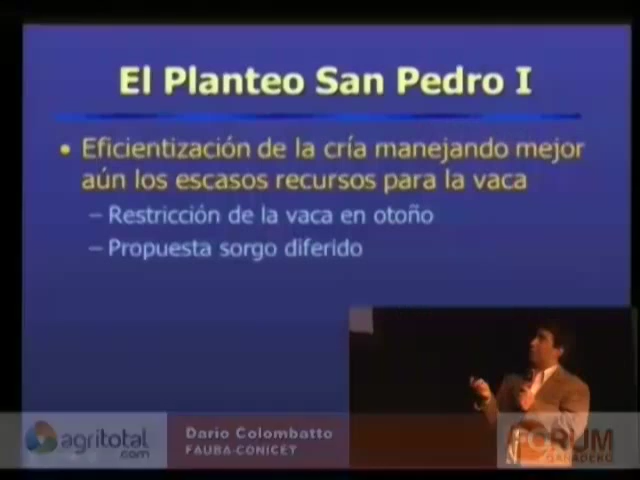 El Planteo San Pedro I
• Eficientización de la cría manejando mejor
aún los escasos recursos para la vaca
– Restricción de la vaca en otoño
– Propuesta sorgo diferido
agritotal
.com
Dario Colombatto
FAUBA-CONICET
FORUM
GANADERO